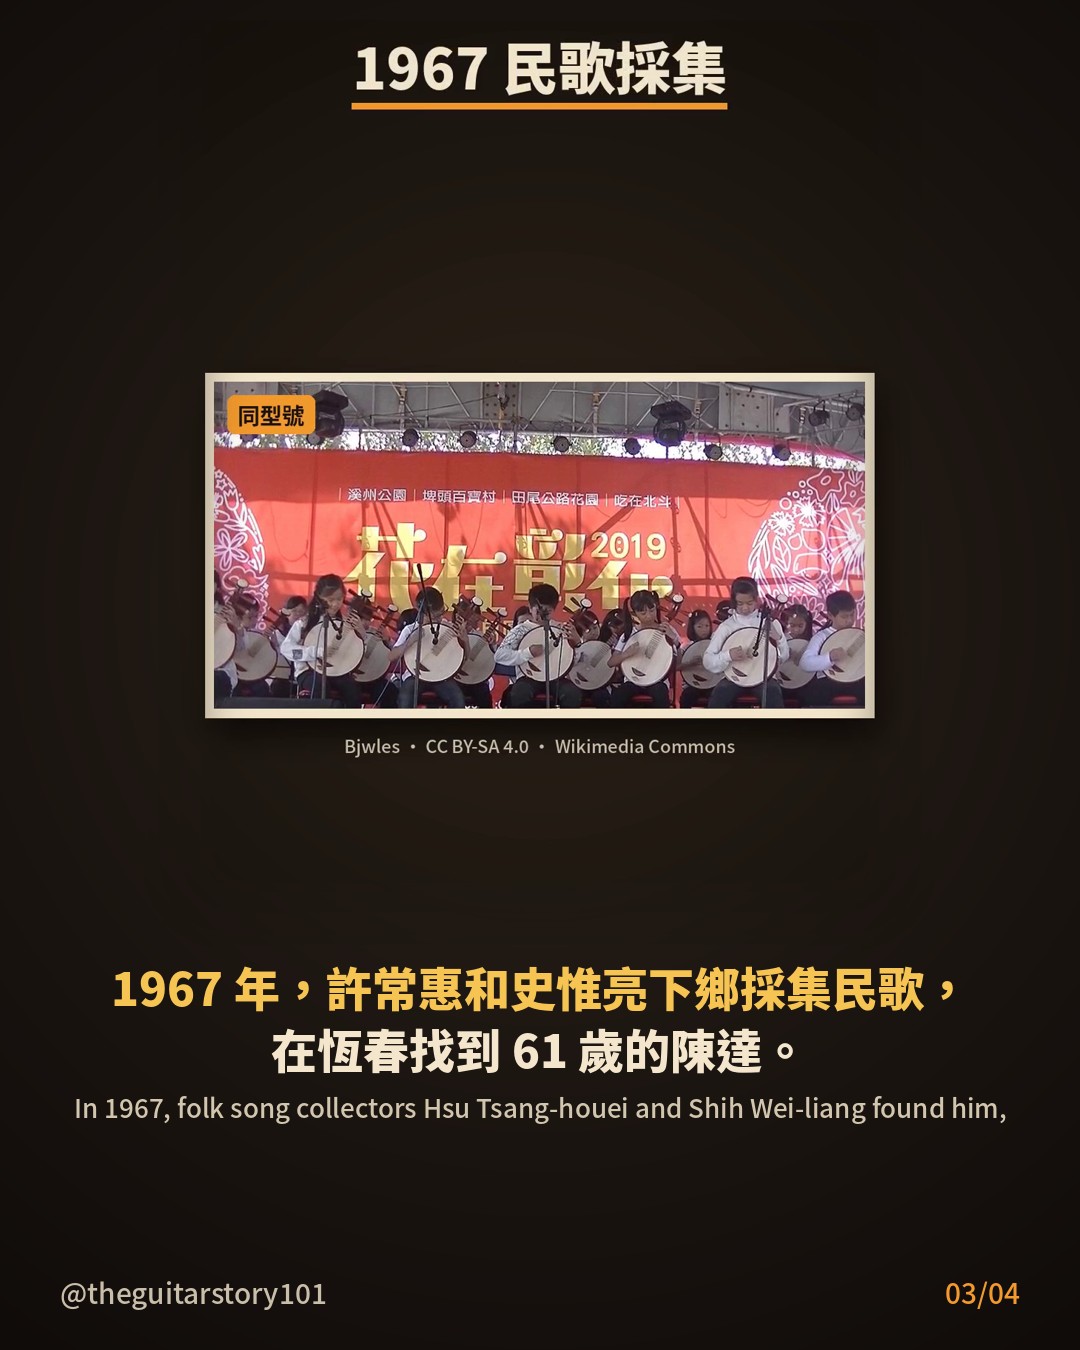 1967 民歌採集
同型號
溪州公園｜埤頭百寶村｜田尾公路花園｜吃在北斗
花在彰化
2019
Bjwles • CC BY-SA 4.0 • Wikimedia Commons
1967 年，許常惠和史惟亮下鄉採集民歌，
在恆春找到 61 歲的陳達。
In 1967, folk song collectors Hsu Tsang-houei and Shih Wei-liang found him,
@theguitarstory101
03/04